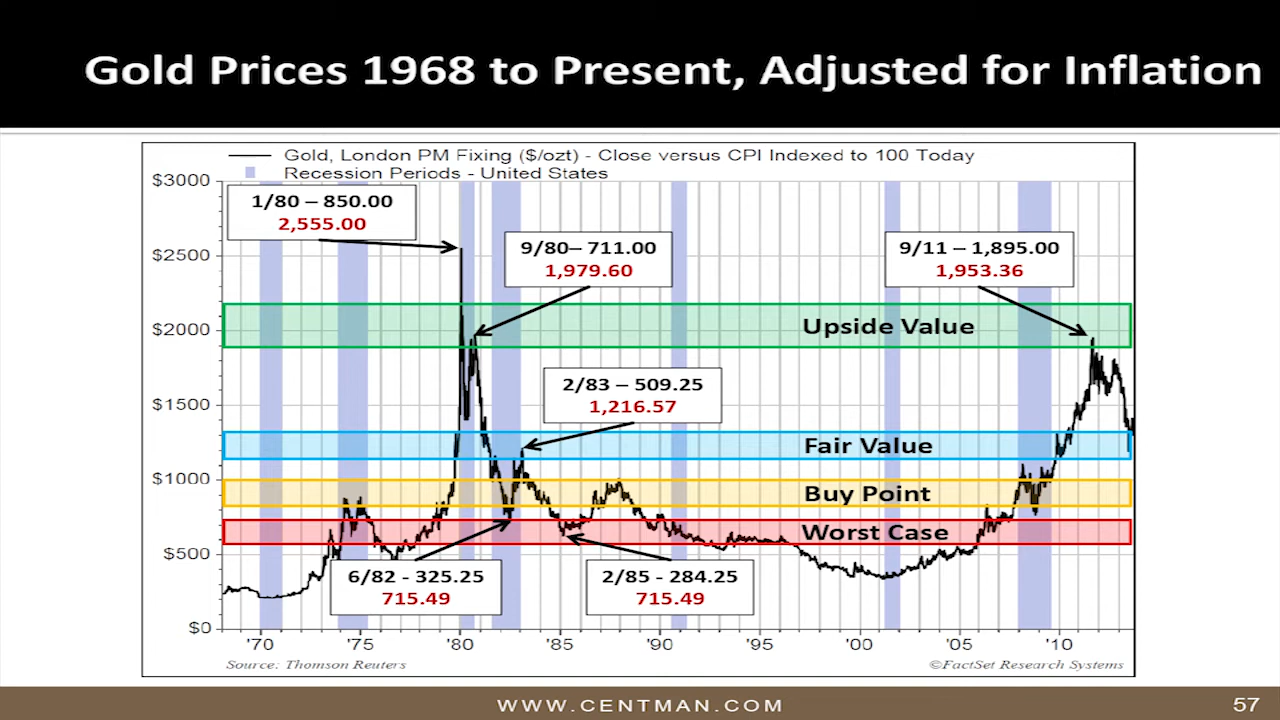 Gold Prices 1968 to Present, Adjusted for Inflation
Gold, London PM Fixing ($/ozt) - Close versus CPI Indexed to 100 Today
Recession Periods - United States
$3000
$2500
$2000
$1500
$1000
$500
$0
1/80 – 850.00
2,555.00
9/80– 711.00
1,979.60
9/11 – 1,895.00
1,953.36
Upside Value
2/83 – 509.25
1,216.57
Fair Value
Buy Point
Worst Case
6/82 - 325.25
715.49
2/85 - 284.25
715.49
'70 '75 '80 '85 '90 '95 '00 '05 '10
Source: Thomson Reuters
©FactSet Research Systems
WWW.CENTMAN.COM
57